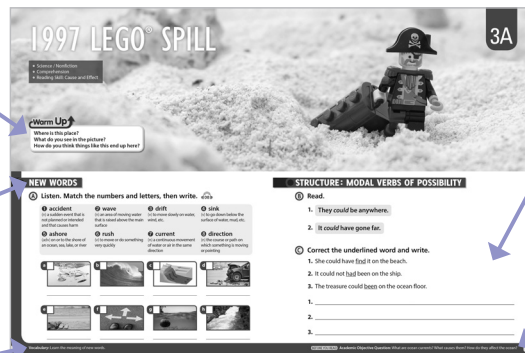 1997 LEGO® SPILL
3A
• Science / Nonfiction
• Comprehension
• Reading Skill: Cause and Effect
Warm Up
Where is this place?
What do you see in the picture?
How do you think things like this end up here?
NEW WORDS
A Listen. Match the numbers and letters, then write.
1 accident
(n) a sudden event that is
not planned or intended
and that causes harm
2 wave
(n) an area of moving water
that is raised above the main
surface
3 drift
(v) to move slowly on water,
wind, etc.
4 sink
(v) to go down below the
surface of water, mud, etc.
5 ashore
(adv) on or to the shore of
an ocean, sea, lake, or river
6 rush
(v) to move or do something
very quickly
7 current
(n) a continuous movement
of water or air in the same
direction
8 direction
(n) the course or path on
which something is moving
or pointing
a
b
c
d
e
f
g
h
Vocabulary: Learn the meaning of new words.
STRUCTURE: MODAL VERBS OF POSSIBILITY
B Read.
1. They could be anywhere.
2. It could have gone far.
C Correct the underlined word and write.
1. She could have find it on the beach.
2. It could not had been on the ship.
3. The treasure could been on the ocean floor.
1.
2.
3.
Academic Objective Question: What are ocean currents? What causes them? How do they affect the ocean?